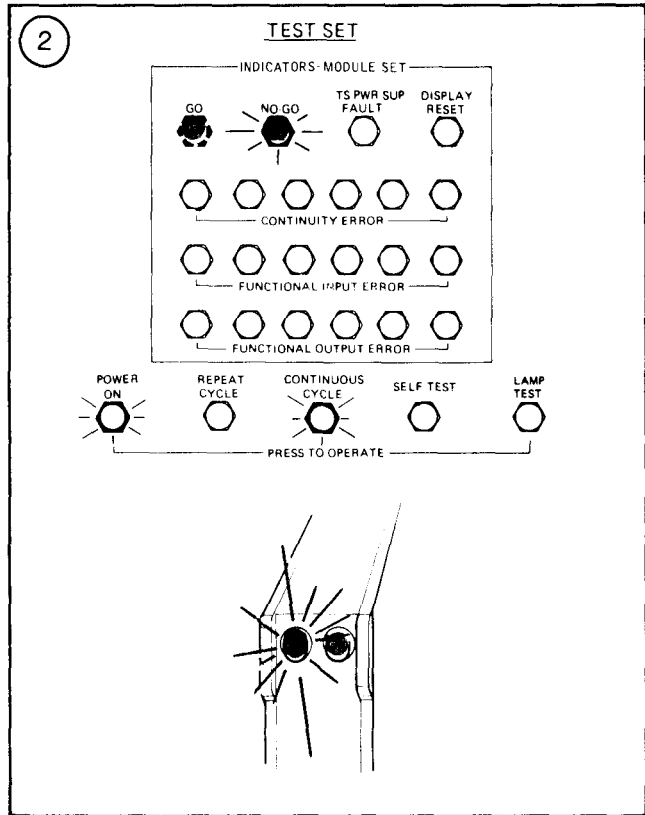 2
TEST SET
INDICATORS-MODULE SET
GO
NO-GO
TS PWR SUP
FAULT
DISPLAY
RESET
CONTINUITY ERROR
FUNCTIONAL INPUT ERROR
FUNCTIONAL OUTPUT ERROR
POWER
ON
REPEAT
CYCLE
CONTINUOUS
CYCLE
SELF TEST
LAMP
TEST
PRESS TO OPERATE